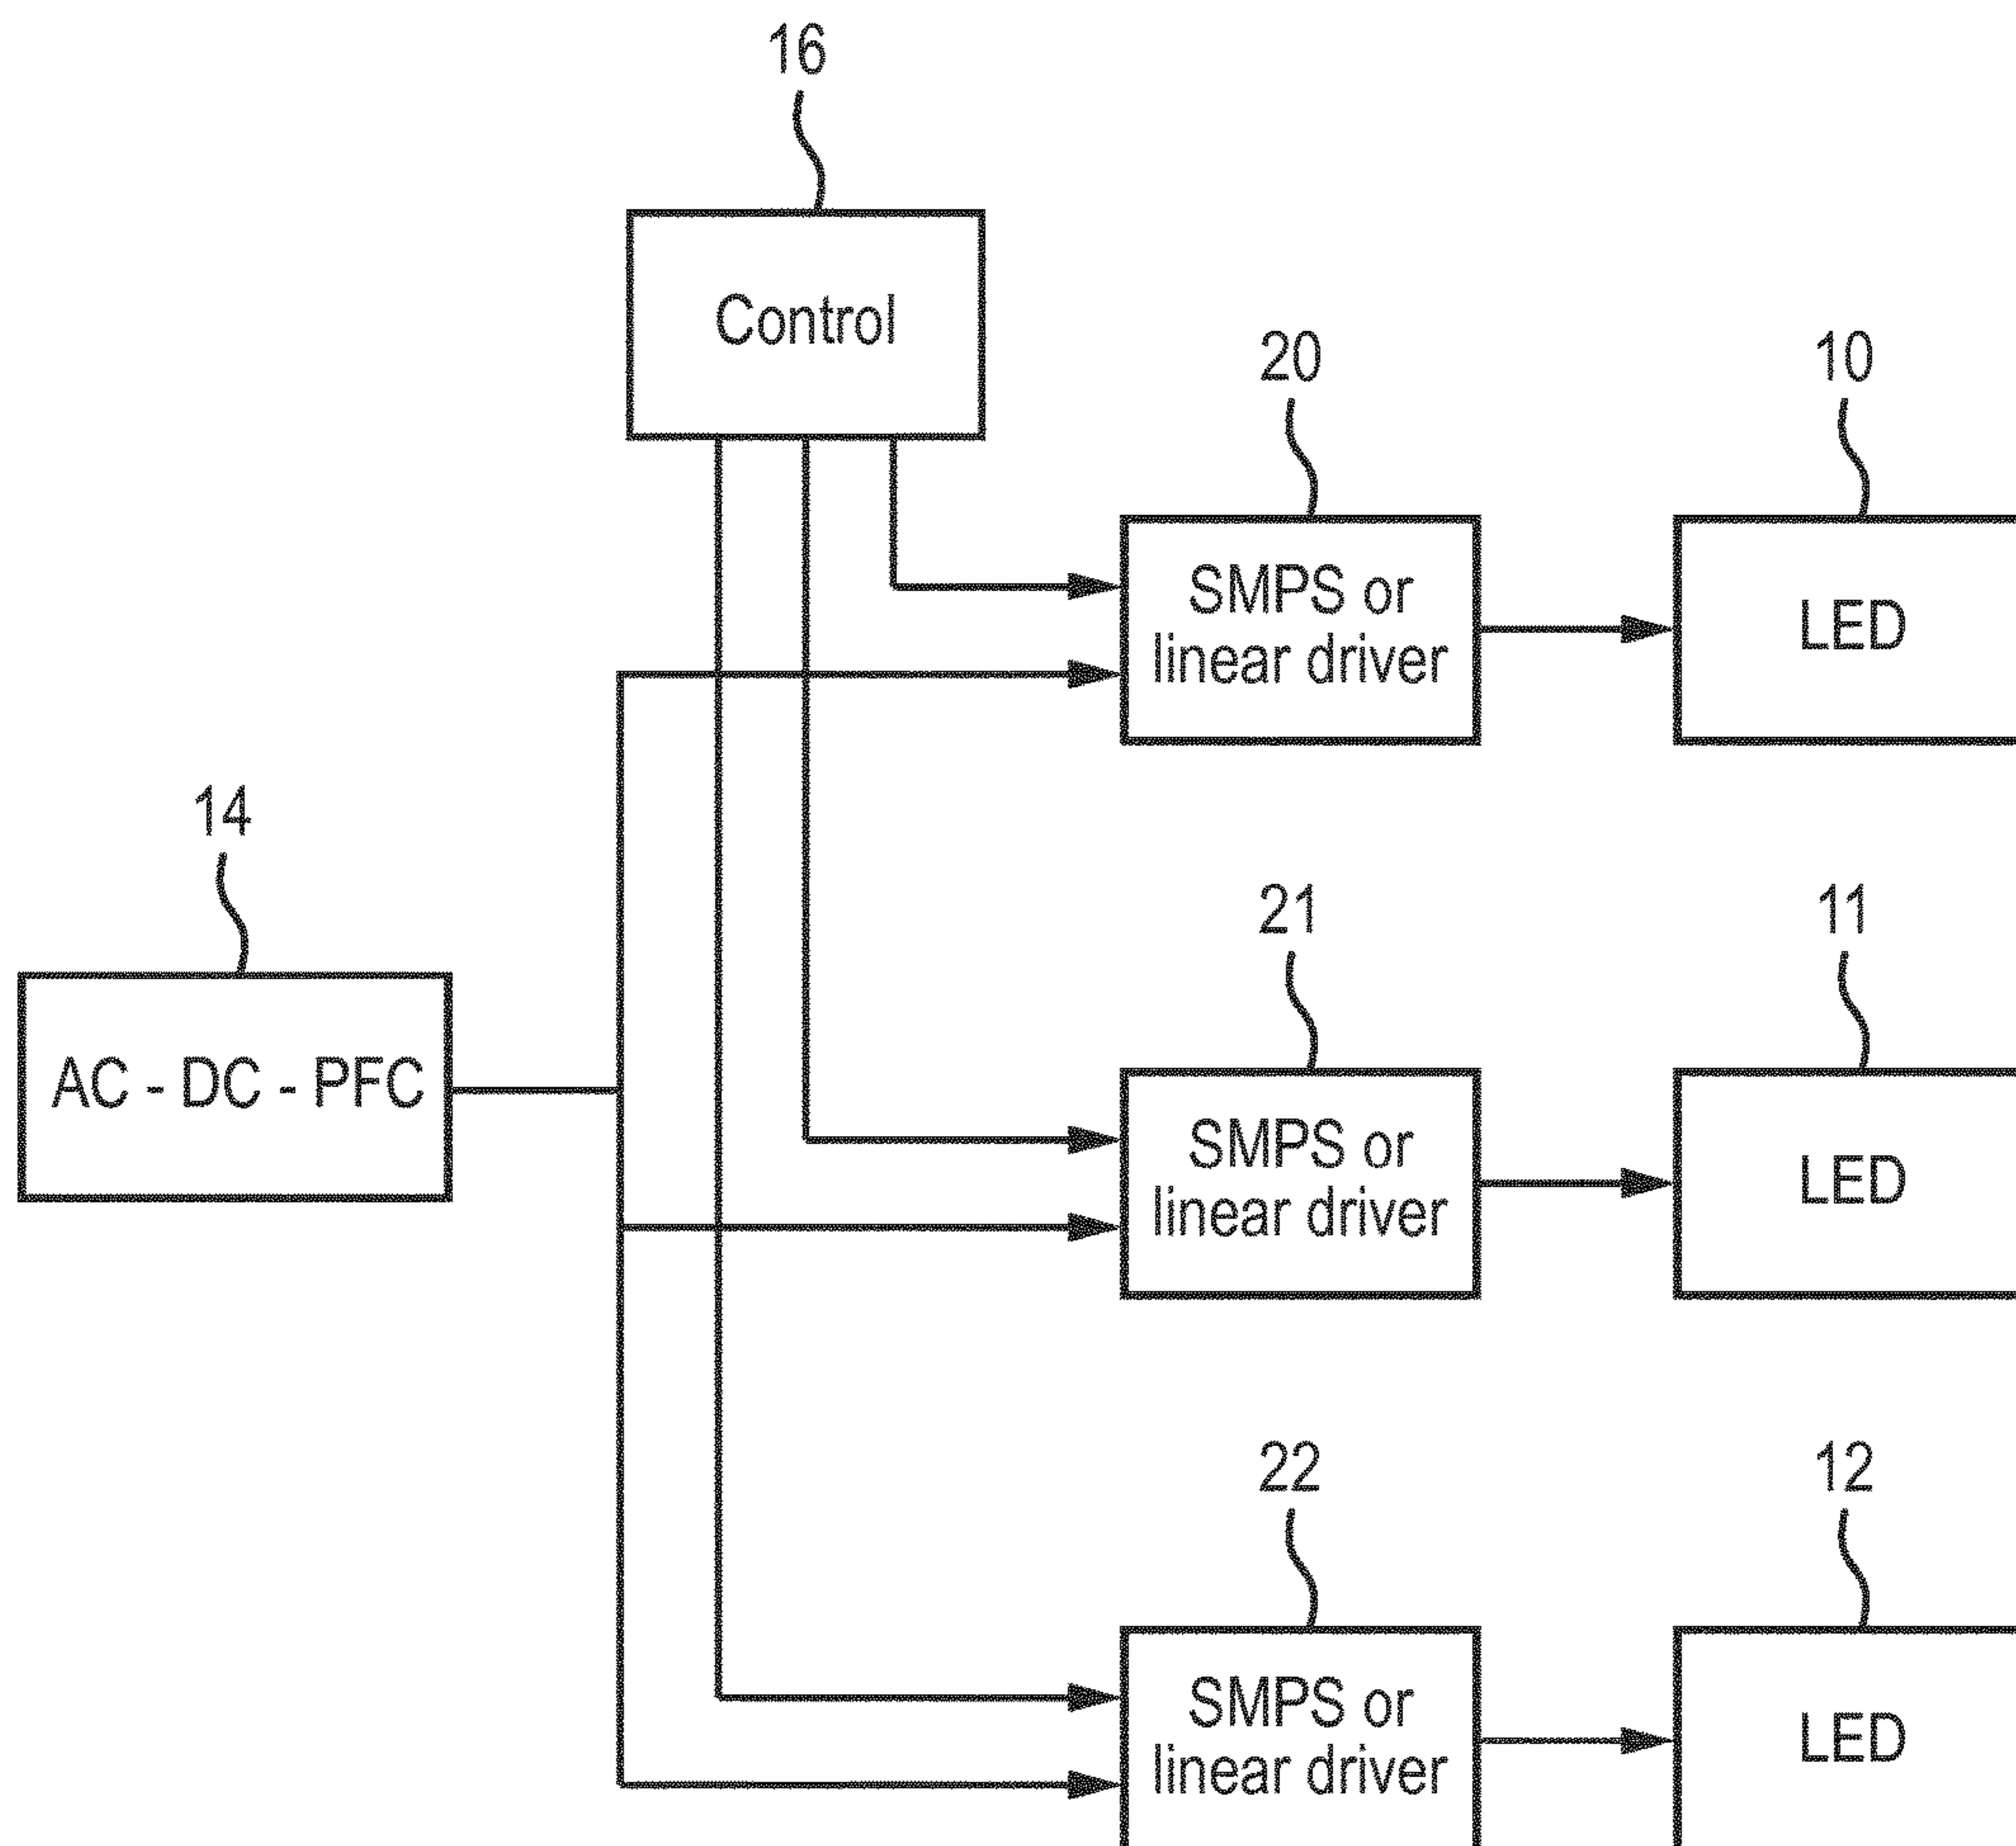 16
Control
20
10
SMPS or
linear driver
LED
14
21
11
AC - DC - PFC
SMPS or
linear driver
LED
22
12
SMPS or
linear driver
LED